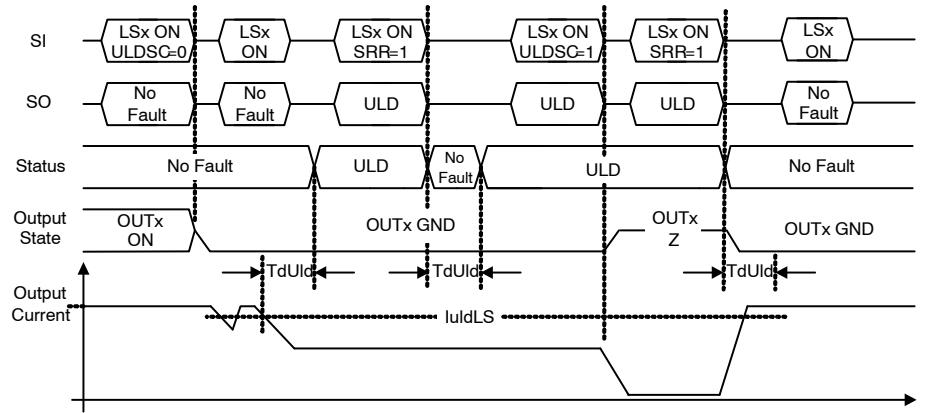 SI
LSx ON
ULDSC=0
LSx
ON
LSx ON
SRR=1
LSx ON
ULDSC=1
LSx ON
SRR=1
LSx
ON
SO
No
Fault
No
Fault
ULD
ULD
ULD
No
Fault
Status
No Fault
ULD
No
Fault
ULD
No Fault
Output
State
OUTx
ON
OUTx GND
OUTx
Z
OUTx GND
TdUld
TdUld
TdUld
Output
Current
IuldLS